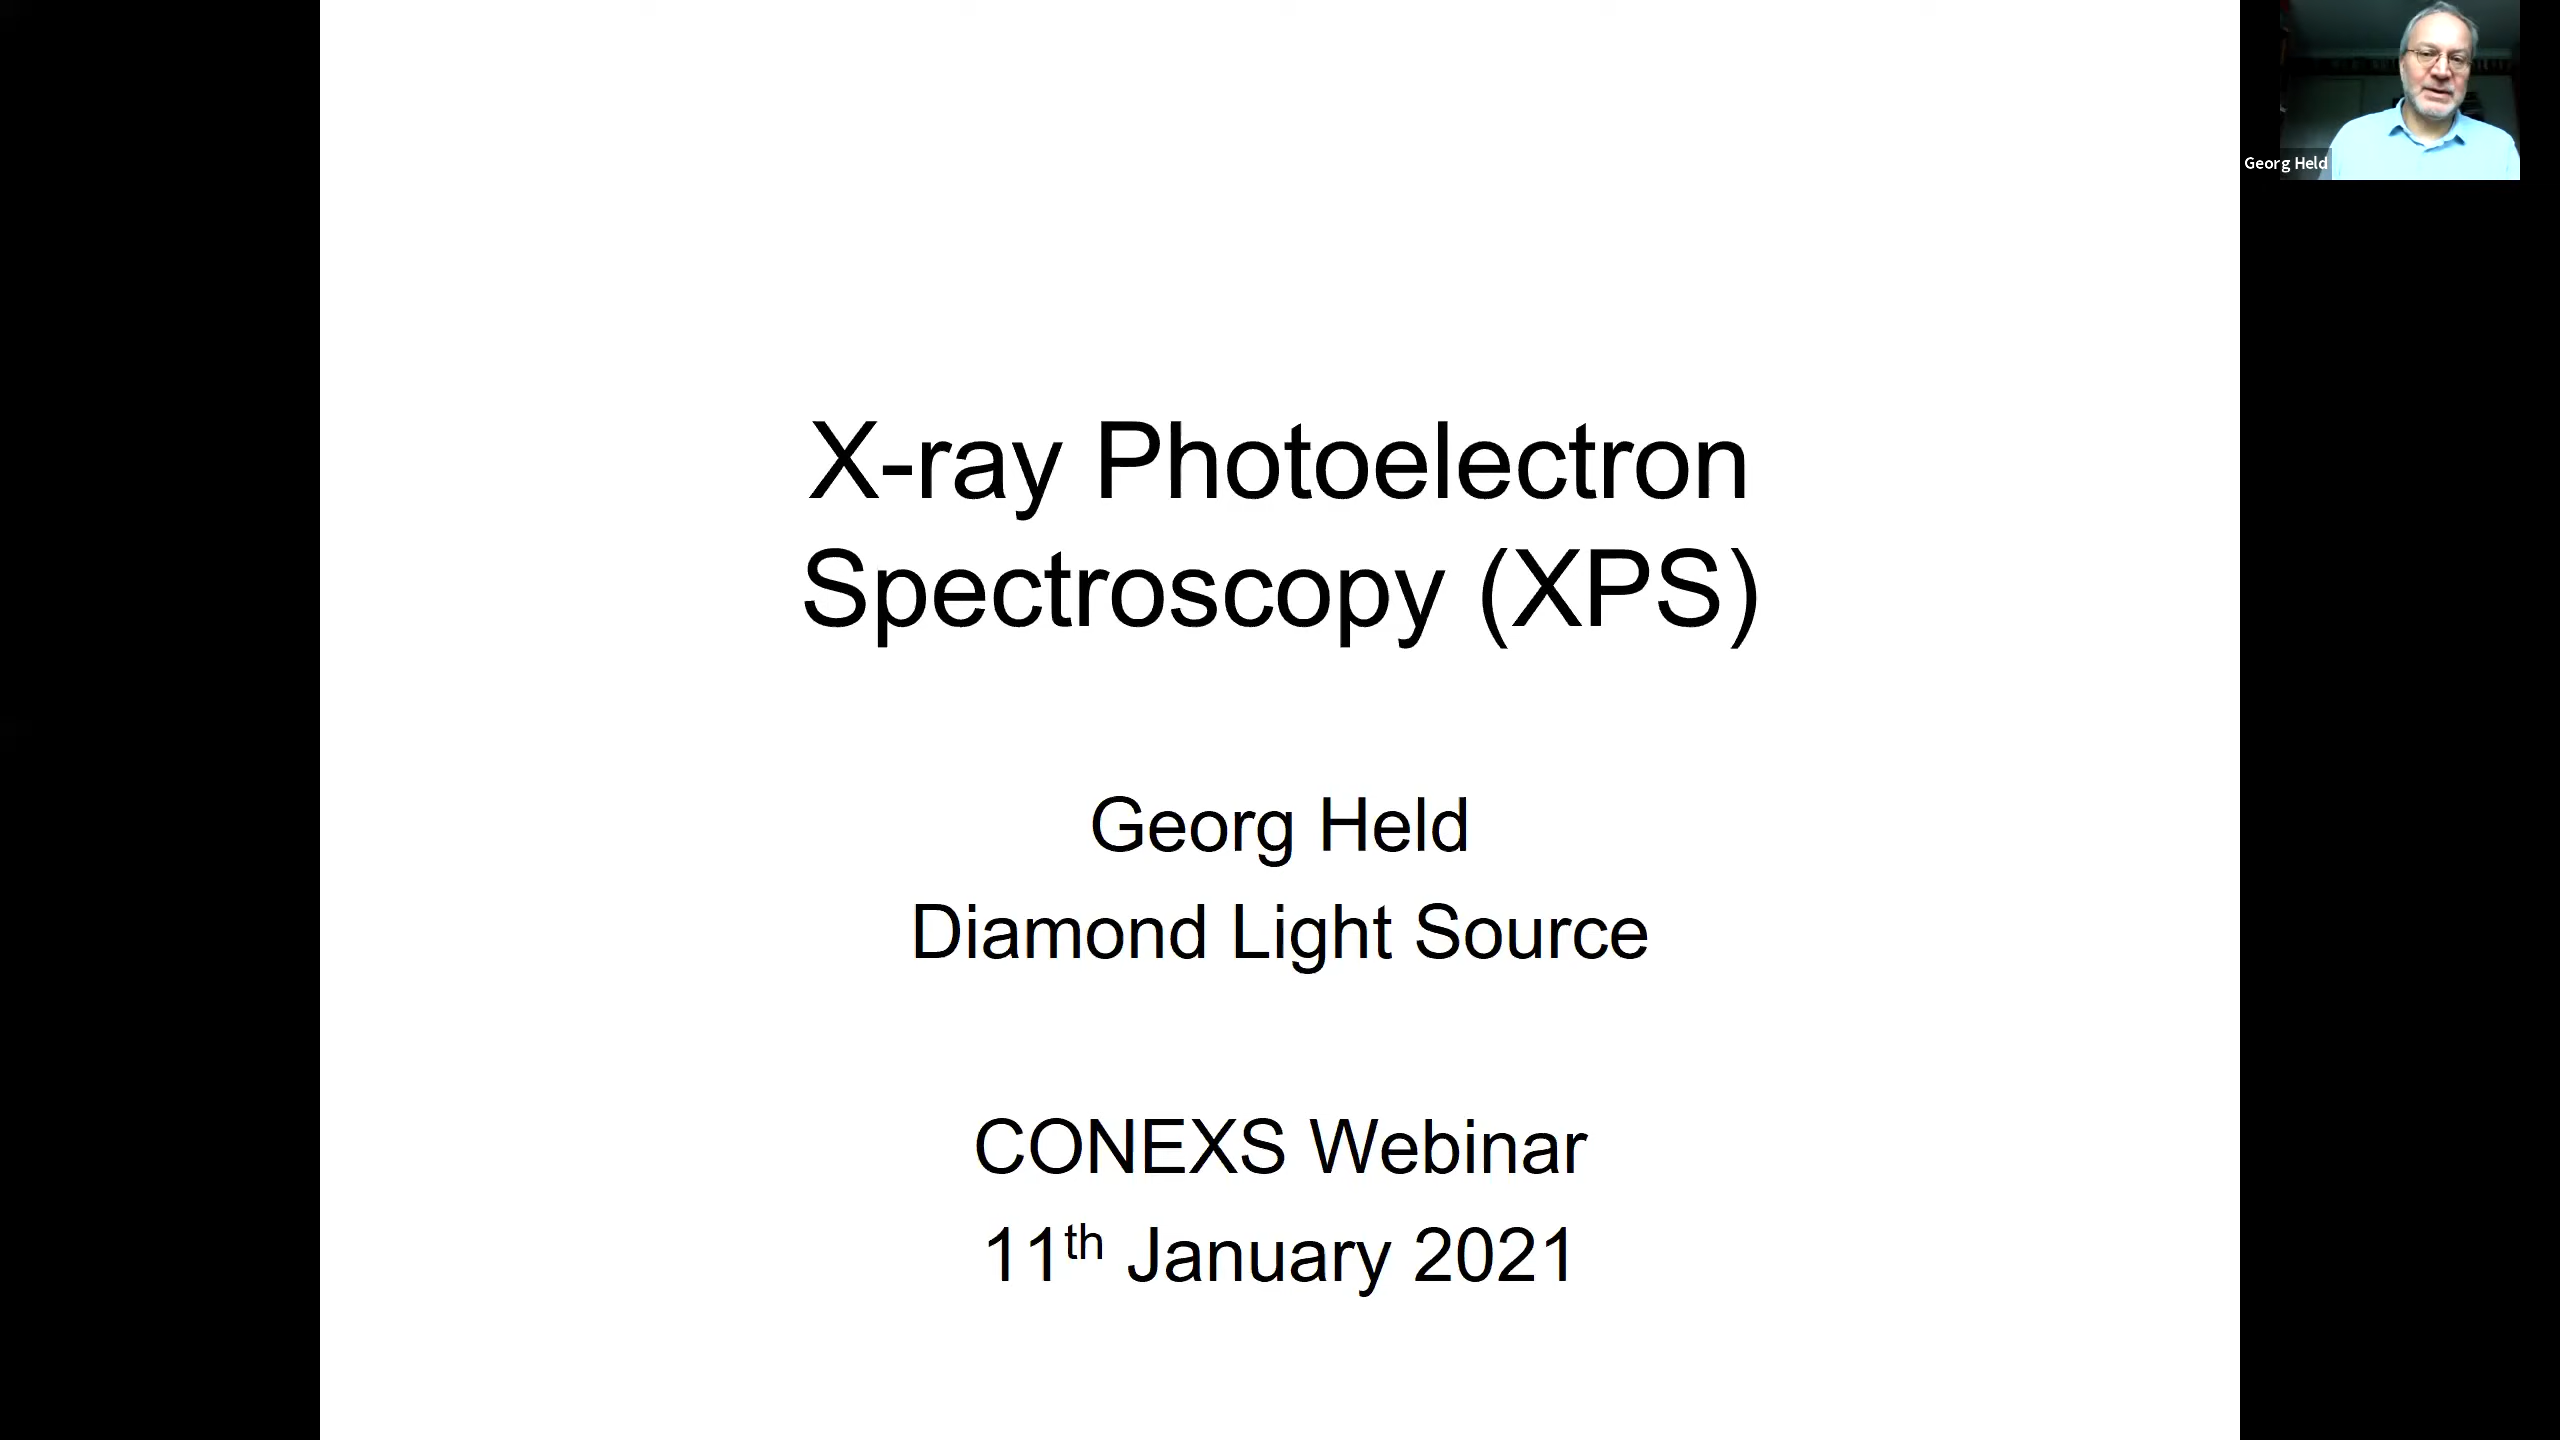 X-ray Photoelectron
Spectroscopy (XPS)
Georg Held
Diamond Light Source
CONEXS Webinar
11th January 2021
Georg Held